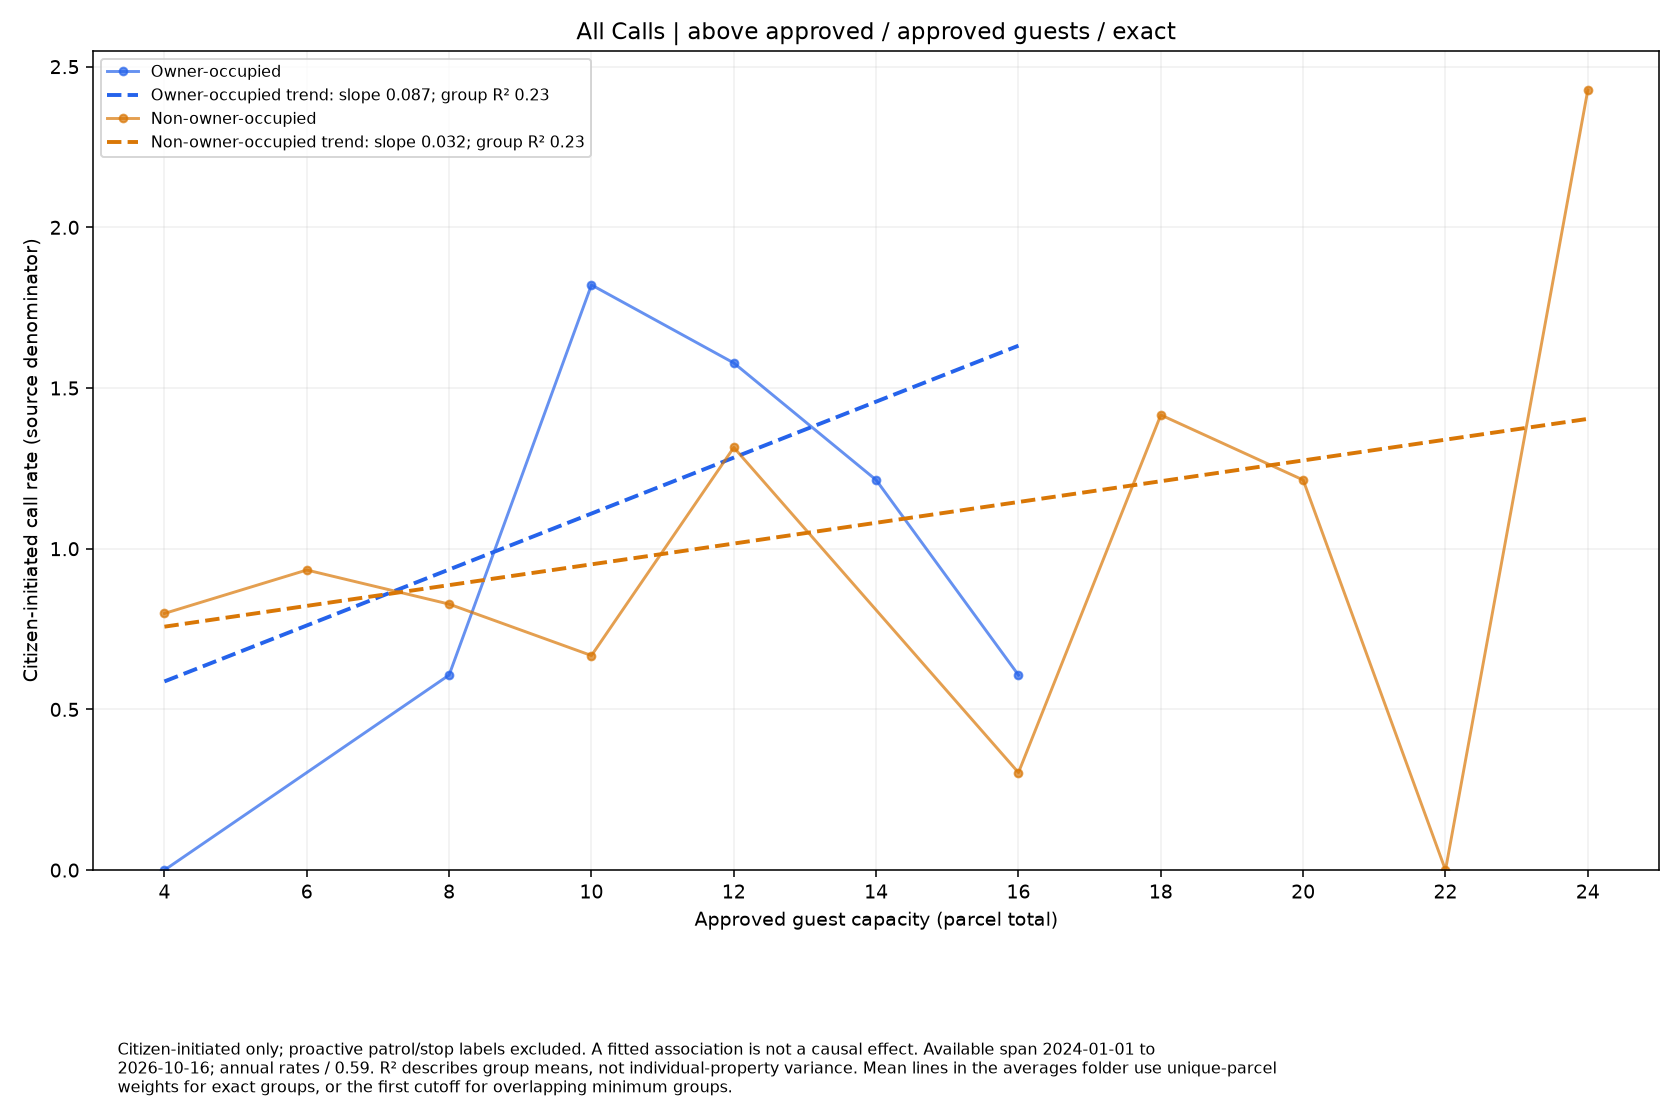 All Calls | above approved / approved guests / exact
Owner-occupied
Owner-occupied trend: slope 0.087; group R² 0.23
Non-owner-occupied
Non-owner-occupied trend: slope 0.032; group R² 0.23
Citizen-initiated call rate (source denominator)
2.5
2.0
1.5
1.0
0.5
0.0
4 6 8 10 12 14 16 18 20 22 24
Approved guest capacity (parcel total)
Citizen-initiated only; proactive patrol/stop labels excluded. A fitted association is not a causal effect. Available span 2024-01-01 to
2026-10-16; annual rates / 0.59. R² describes group means, not individual-property variance. Mean lines in the averages folder use unique-parcel
weights for exact groups, or the first cutoff for overlapping minimum groups.